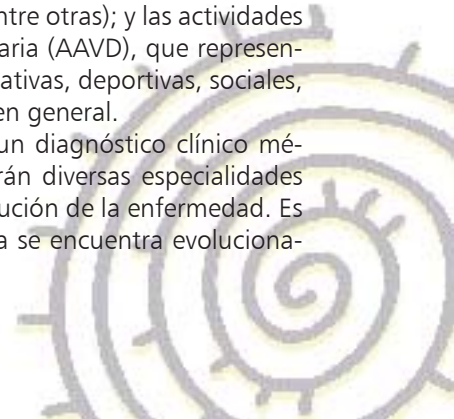 ntre otras); y las actividades
aria (AAVD), que represen-
ativas, deportivas, sociales,
en general.
un diagnóstico clínico mé-
rán diversas especialidades
ución de la enfermedad. Es
a se encuentra evoluciona-